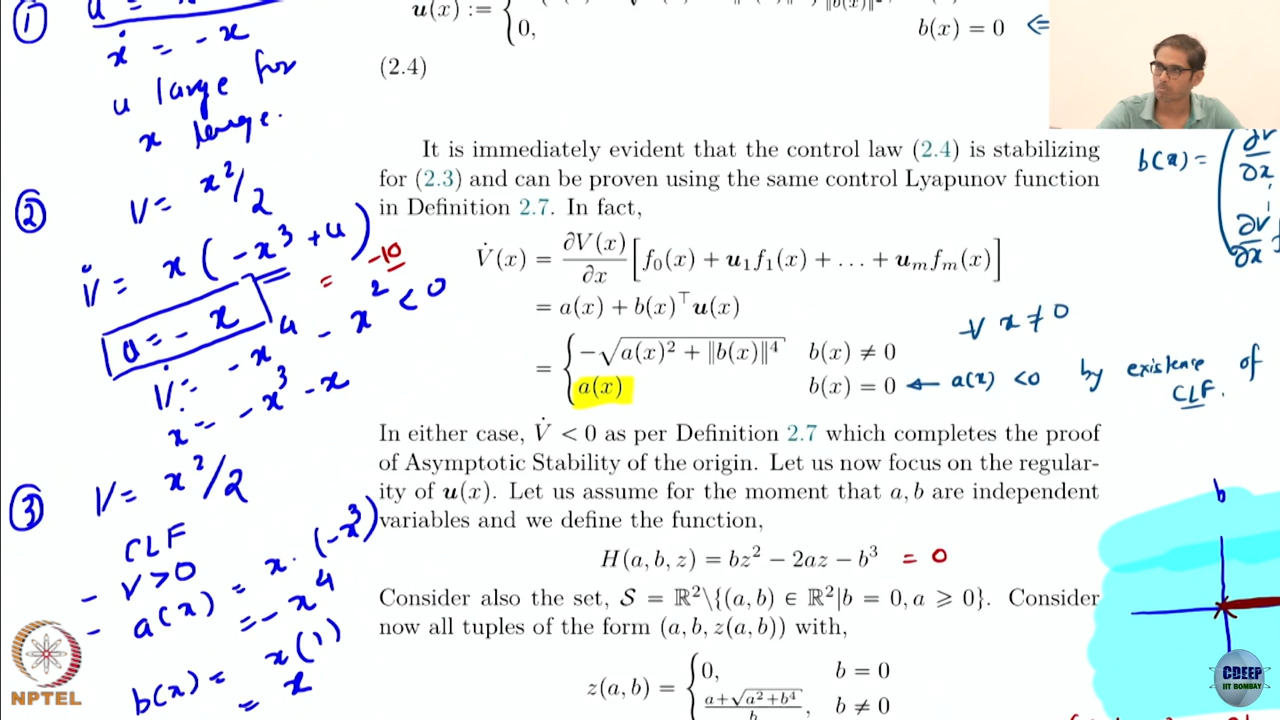 ①
ẋ = -x
u large for
x large.
②
V = x²/2
V̇ = x(-x³ + u)
= -10
u = -x
V̇ = -x⁴ - x² < 0
ẋ = -x³ - x
③
V = x²/2
CLF
- V > 0
- a(x) = x · (-x³)
= -x⁴
b(x) = x(1)
= x
u(x) :=
0, b(x) = 0 ⇐
(2.4)
It is immediately evident that the control law (2.4) is stabilizing
for (2.3) and can be proven using the same control Lyapunov function
in Definition 2.7. In fact,
V̇(x) = ∂V(x)/∂x [f₀(x) + u₁f₁(x) + … + uₘfₘ(x)]
= a(x) + b(x)ᵀu(x)
= { -√(a(x)² + ‖b(x)‖⁴) b(x) ≠ 0
a(x) b(x) = 0 ← a(x) < 0 by existence of
∀ x ≠ 0
CLF.
In either case, V̇ < 0 as per Definition 2.7 which completes the proof
of Asymptotic Stability of the origin. Let us now focus on the regular-
ity of u(x). Let us assume for the moment that a, b are independent
variables and we define the function,
H(a, b, z) = bz² − 2az − b³ = 0
Consider also the set, S = ℝ²\{(a, b) ∈ ℝ²|b = 0, a ⩾ 0}. Consider
now all tuples of the form (a, b, z(a, b)) with,
z(a, b) = { 0, b = 0
(a+√(a²+b⁴))/b, b ≠ 0
b(x) = ( ∂V/∂x
∂V/∂x
b
NPTEL
CDEEP
IIT BOMBAY